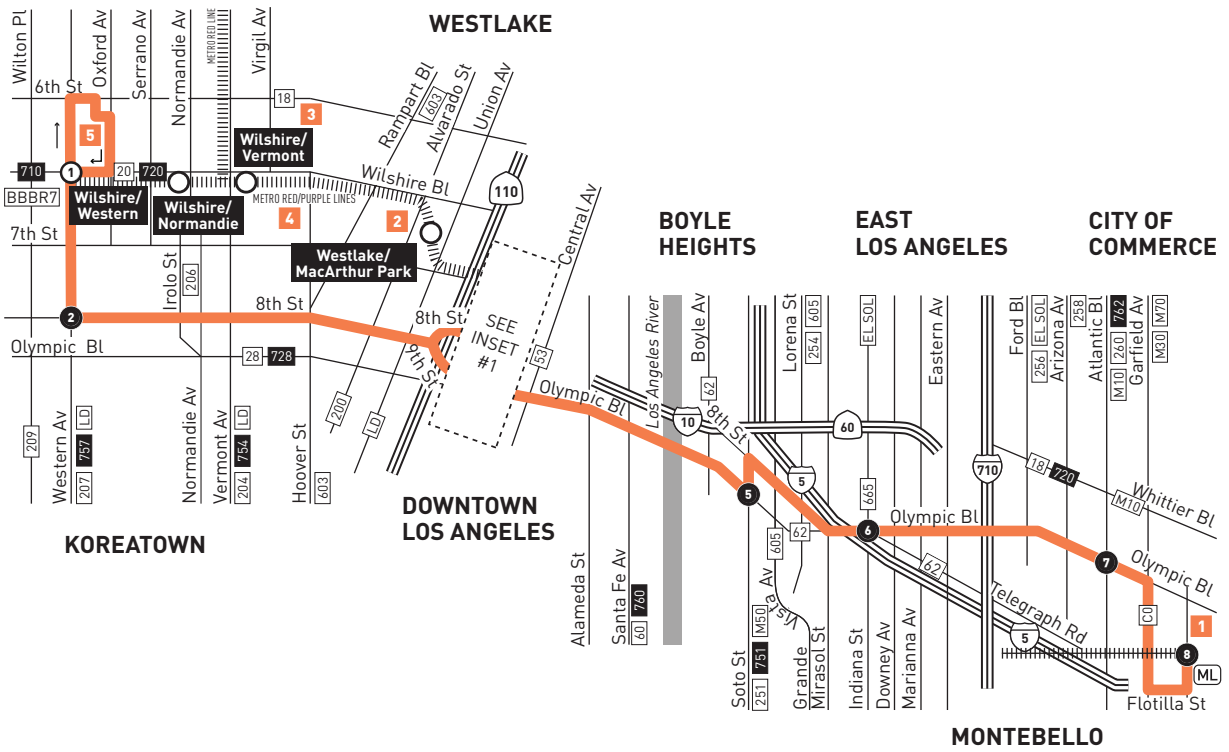 WESTLAKE
Wilton Pl
Oxford Av
Serrano Av
Normandie Av
METRO RED LINE
Virgil Av
Rampart Bl
603
Alvarado St
Union Av
6th St
18
3
5
Wilshire/
Vermont
710
1
20
720
Wilshire Bl
110
BBBR7
Wilshire/
Western
Wilshire/
Normandie
METRO RED/PURPLE LINES
4
2
Central Av
7th St
Westlake/
MacArthur Park
Irolo St
206
8th St
8th St
9th St
SEE
INSET
#1
53
2
Olympic Bl
28
728
200
LD
209
Western Av
207
757
LD
Normandie Av
Vermont Av
204
754
LD
Hoover St
603
KOREATOWN
DOWNTOWN
LOS ANGELES
BOYLE
HEIGHTS
EAST
LOS ANGELES
CITY OF
COMMERCE
Los Angeles River
Boyle Av
62
Lorena St
254
605
EL SOL
Eastern Av
Ford Bl
256
EL SOL
Arizona Av
258
Atlantic Bl
M10
260
762
Garfield Av
M30
M70
Olympic Bl
10
8th St
60
5
710
18
720
M10
Whittier Bl
5
605
62
665
6
Olympic Bl
62
7
Olympic Bl
Telegraph Rd
5
C0
1
8
ML
Flotilla St
Alameda St
Santa Fe Av
60
760
Soto St
251
751
M50
Grande
Vista Av
Mirasol St
Indiana St
Downey Av
Marianna Av
MONTEBELLO